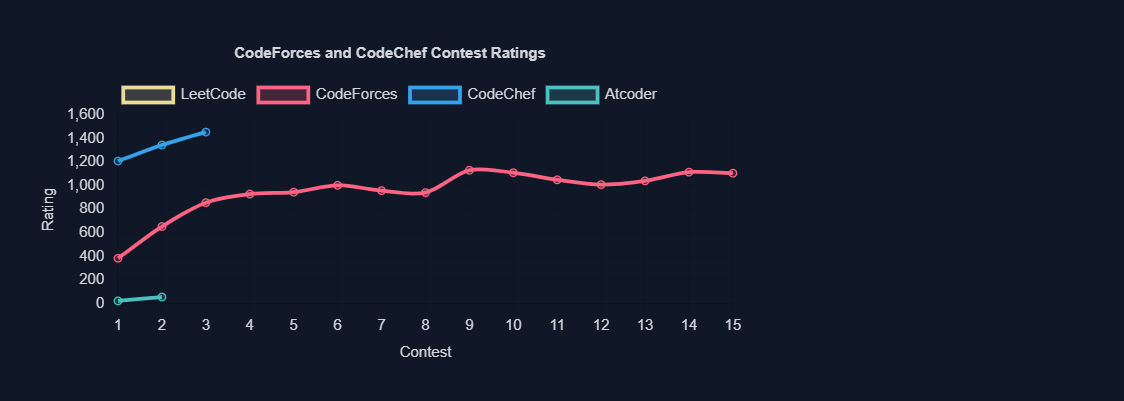 CodeForces and CodeChef Contest Ratings
LeetCode CodeForces CodeChef Atcoder
1,600
1,400
1,200
1,000
800
600
400
200
0
Rating
1 2 3 4 5 6 7 8 9 10 11 12 13 14 15
Contest